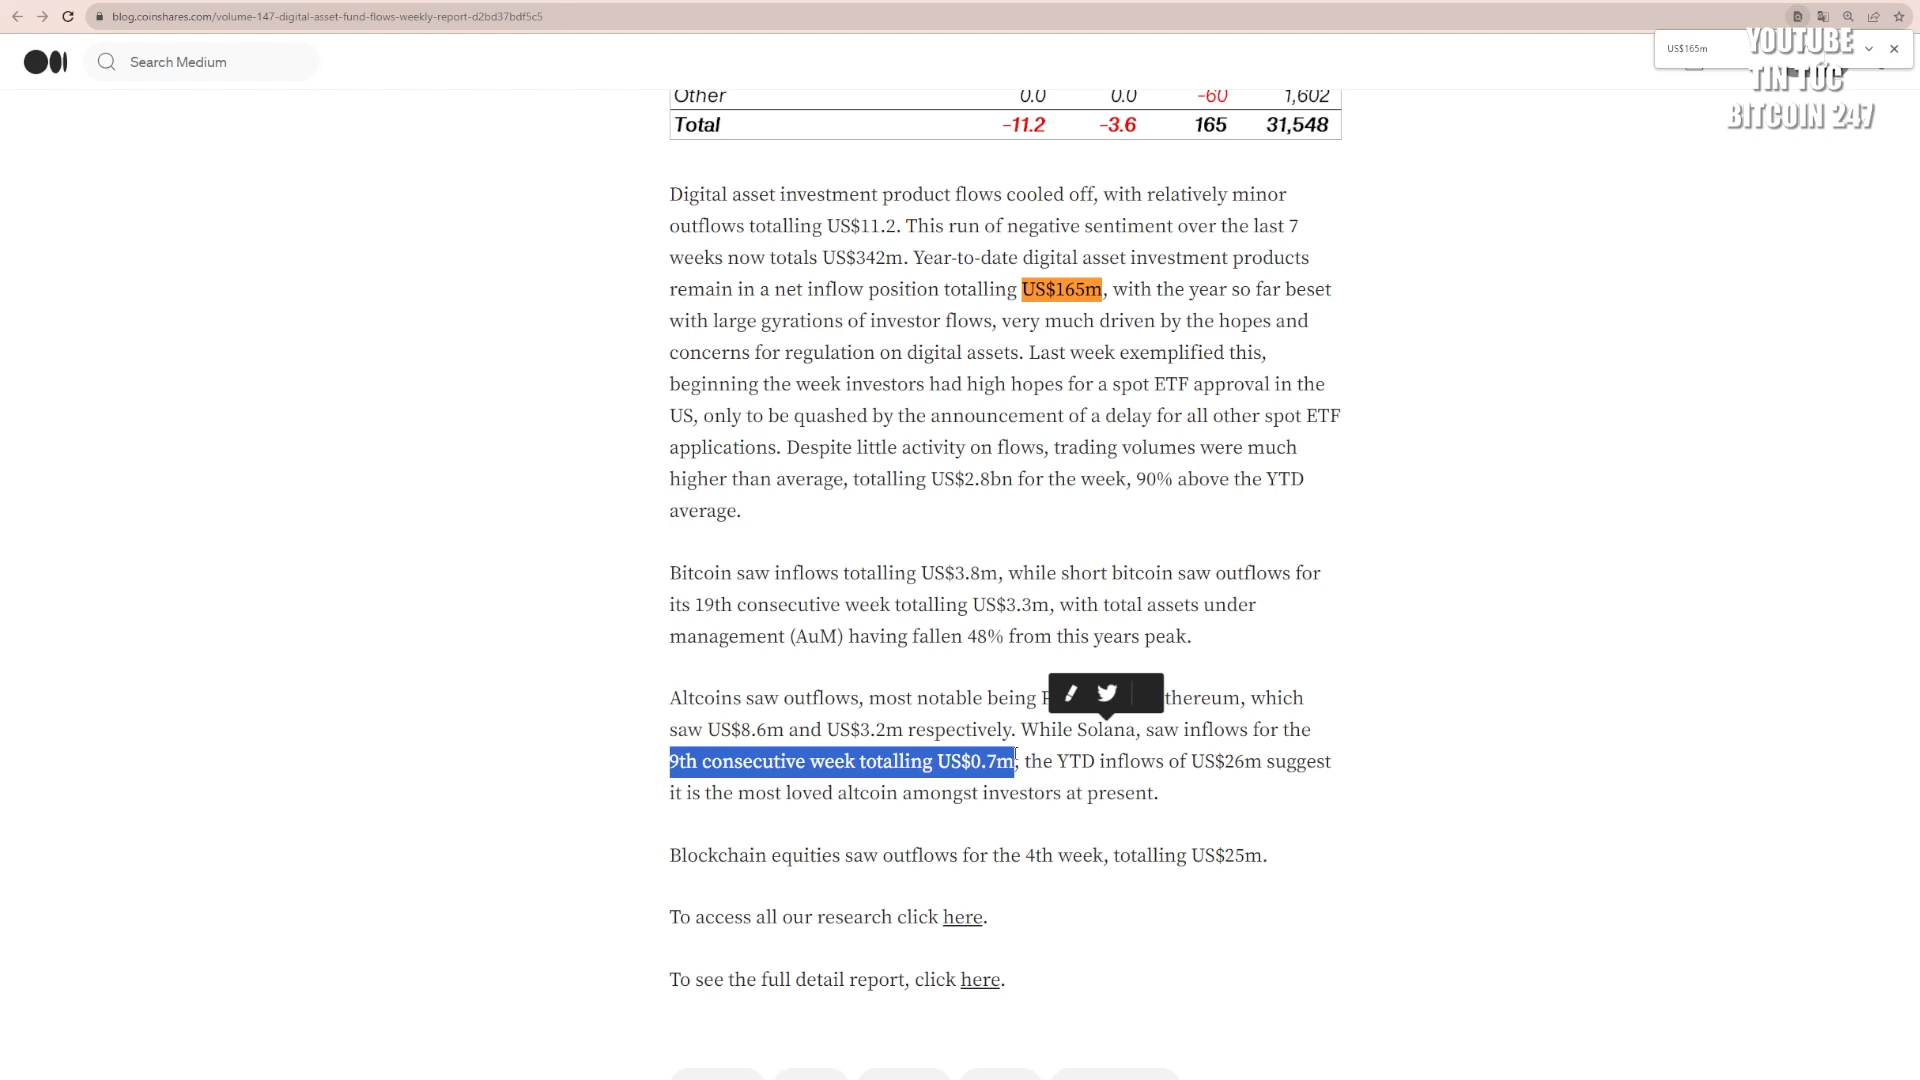 blog.coinshares.com/volume-147-digital-asset-fund-flows-weekly-report-d2bd37bdf5c5
Search Medium
US$165m
YOUTUBE
TIN TỨC
BITCOIN 247
Other 0.0 0.0 -60 1,602
Total -11.2 -3.6 165 31,548
Digital asset investment product flows cooled off, with relatively minor
outflows totalling US$11.2. This run of negative sentiment over the last 7
weeks now totals US$342m. Year-to-date digital asset investment products
remain in a net inflow position totalling US$165m, with the year so far beset
with large gyrations of investor flows, very much driven by the hopes and
concerns for regulation on digital assets. Last week exemplified this,
beginning the week investors had high hopes for a spot ETF approval in the
US, only to be quashed by the announcement of a delay for all other spot ETF
applications. Despite little activity on flows, trading volumes were much
higher than average, totalling US$2.8bn for the week, 90% above the YTD
average.
Bitcoin saw inflows totalling US$3.8m, while short bitcoin saw outflows for
its 19th consecutive week totalling US$3.3m, with total assets under
management (AuM) having fallen 48% from this years peak.
Altcoins saw outflows, most notable being thereum, which
saw US$8.6m and US$3.2m respectively. While Solana, saw inflows for the
9th consecutive week totalling US$0.7m, the YTD inflows of US$26m suggest
it is the most loved altcoin amongst investors at present.
Blockchain equities saw outflows for the 4th week, totalling US$25m.
To access all our research click here.
To see the full detail report, click here.